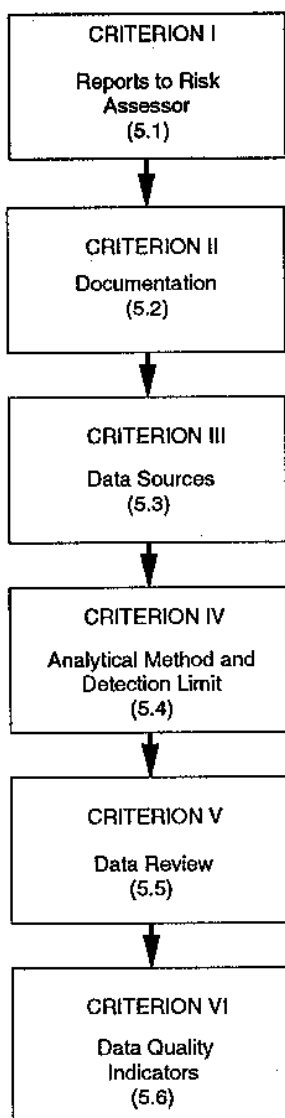 CRITERION I
Reports to Risk
Assessor
(5.1)
CRITERION II
Documentation
(5.2)
CRITERION III
Data Sources
(5.3)
CRITERION IV
Analytical Method and
Detection Limit
(5.4)
CRITERION V
Data Review
(5.5)
CRITERION VI
Data Quality
Indicators
(5.6)